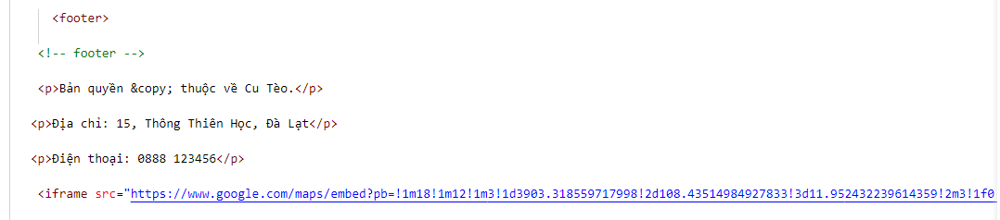 <footer>
<!-- footer -->
<p>Bản quyền &copy; thuộc về Cu Tèo.</p>
<p>Địa chỉ: 15, Thông Thiên Học, Đà Lạt</p>
<p>Điện thoại: 0888 123456</p>
<iframe src="https://www.google.com/maps/embed?pb=!1m18!1m12!1m3!1d3903.318559717998!2d108.43514984927833!3d11.952432239614359!2m3!1f0